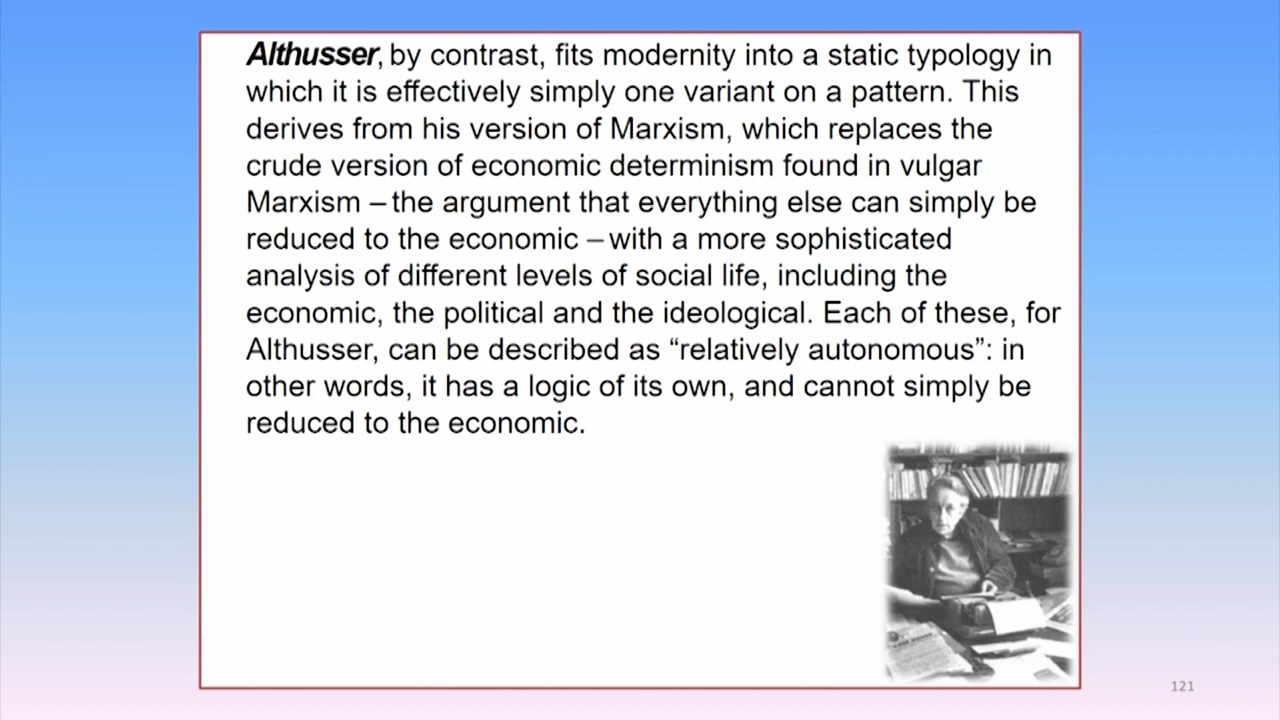 Althusser, by contrast, fits modernity into a static typology in
which it is effectively simply one variant on a pattern. This
derives from his version of Marxism, which replaces the
crude version of economic determinism found in vulgar
Marxism – the argument that everything else can simply be
reduced to the economic – with a more sophisticated
analysis of different levels of social life, including the
economic, the political and the ideological. Each of these, for
Althusser, can be described as “relatively autonomous”: in
other words, it has a logic of its own, and cannot simply be
reduced to the economic.
121